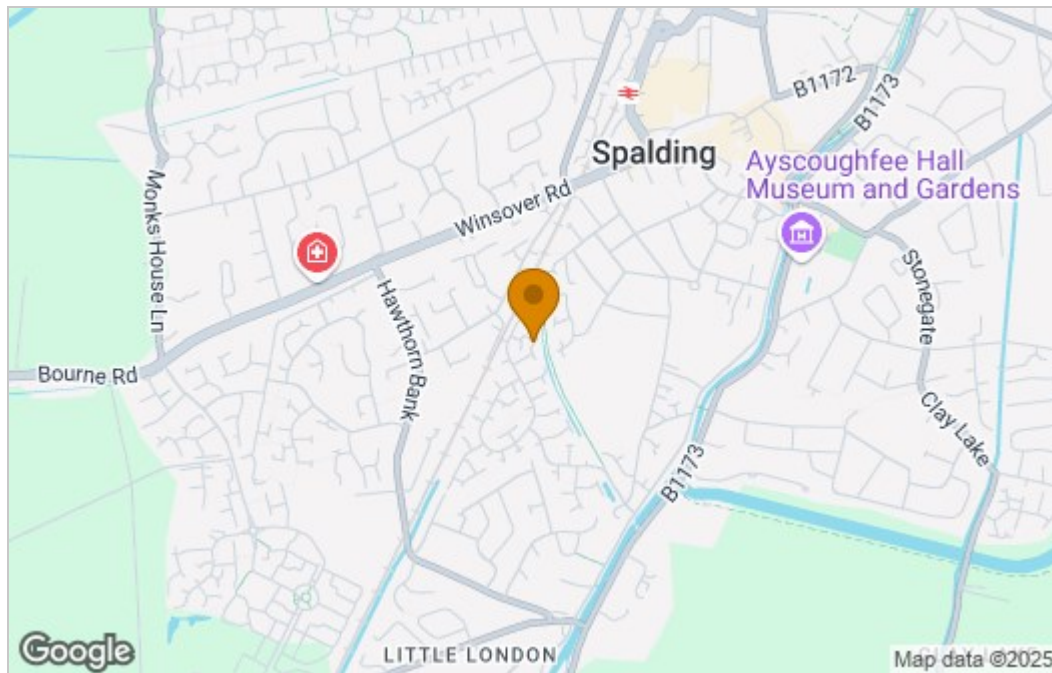 B1172
B1173
Spalding
Ayscoughfee Hall
Museum and Gardens
Monks House Ln
Winsover Rd
Stonegate
Hawthorn Bank
Bourne Rd
Clay Lake
B1173
LITTLE LONDON
Google
Map data ©2025